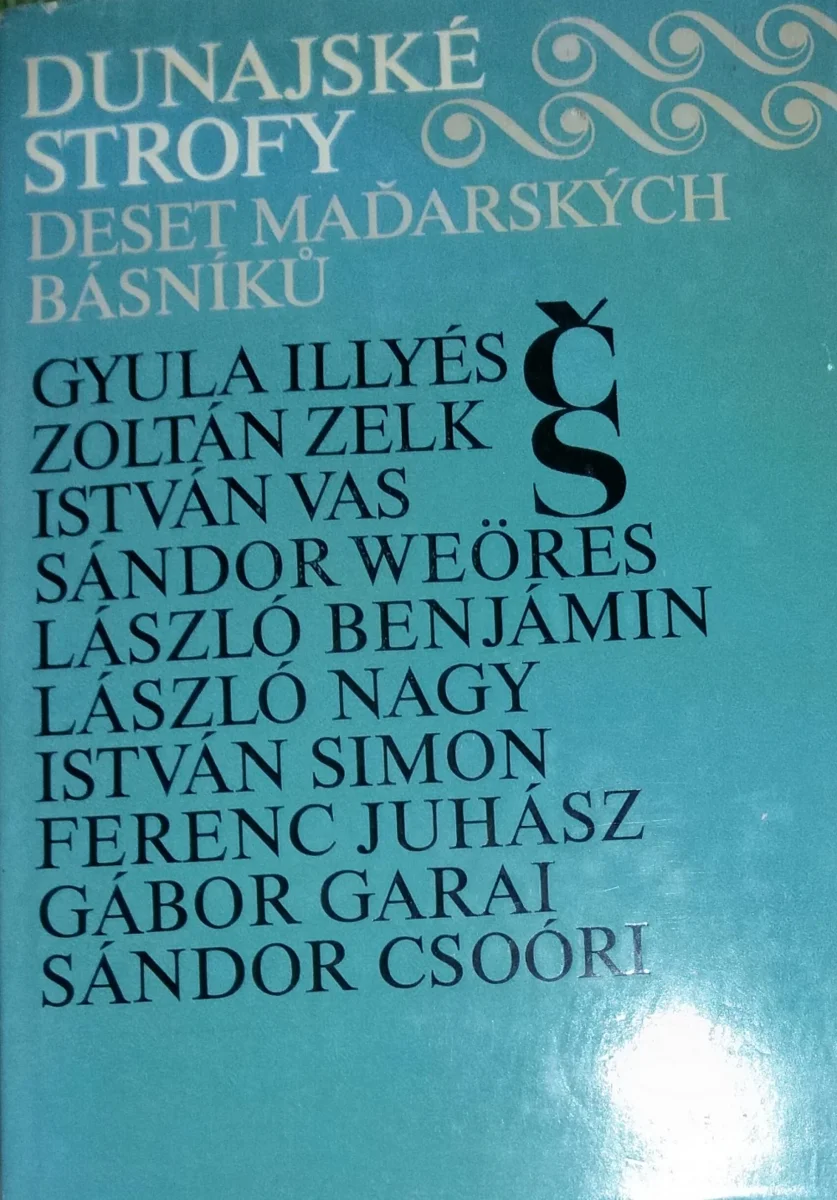 DUNAJSKÉ
STROFY
DESET MAĎARSKÝCH
BÁSNÍKŮ
GYULA ILLYÉS
ZOLTÁN ZELK
ISTVÁN VAS
SÁNDOR WEÖRES
LÁSZLÓ BENJÁMIN
LÁSZLÓ NAGY
ISTVÁN SIMON
FERENC JUHÁSZ
GÁBOR GARAI
SÁNDOR CSOÓRI
Č
S